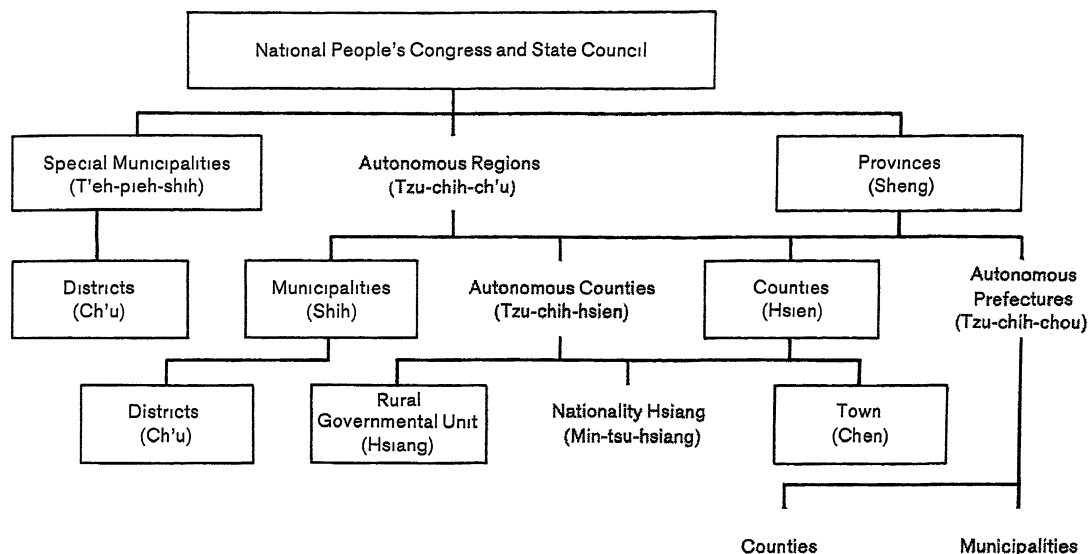 National People's Congress and State Council
Special Municipalities
(T'eh-pieh-shih)
Autonomous Regions
(Tzu-chih-ch'u)
Provinces
(Sheng)
Districts
(Ch'u)
Municipalities
(Shih)
Autonomous Counties
(Tzu-chih-hsien)
Counties
(Hsien)
Autonomous
Prefectures
(Tzu-chih-chou)
Districts
(Ch'u)
Rural
Governmental Unit
(Hsiang)
Nationality Hsiang
(Min-tsu-hsiang)
Town
(Chen)
Counties
Municipalities